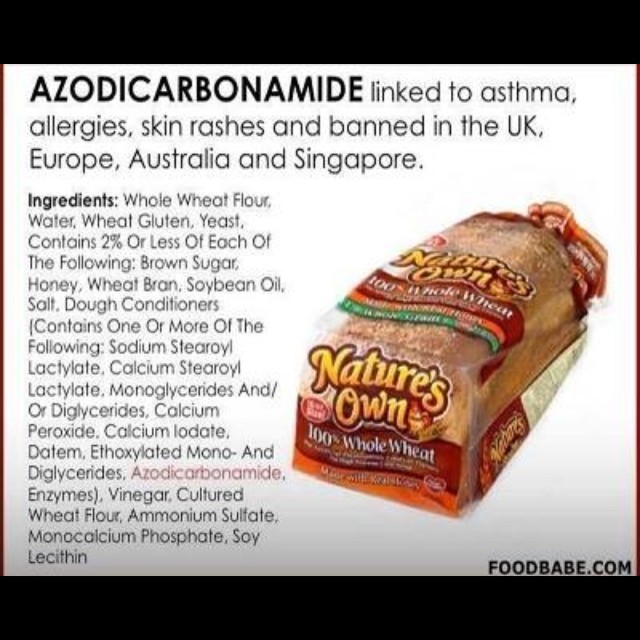 AZODICARBONAMIDE linked to asthma,
allergies, skin rashes and banned in the UK,
Europe, Australia and Singapore.
Ingredients: Whole Wheat Flour,
Water, Wheat Gluten, Yeast,
Contains 2% Or Less Of Each Of
The Following: Brown Sugar,
Honey, Wheat Bran, Soybean Oil,
Salt, Dough Conditioners
(Contains One Or More Of The
Following: Sodium Stearoyl
Lactylate, Calcium Stearoyl
Lactylate, Monoglycerides And/
Or Diglycerides, Calcium
Peroxide, Calcium Iodate,
Datem, Ethoxylated Mono- And
Diglycerides, Azodicarbonamide,
Enzymes), Vinegar, Cultured
Wheat Flour, Ammonium Sulfate,
Monocalcium Phosphate, Soy
Lecithin
Nature's
Own
100% Whole Wheat
Nature's
Own
100% Whole Wheat
Nature's
Own
FOODBABE.COM